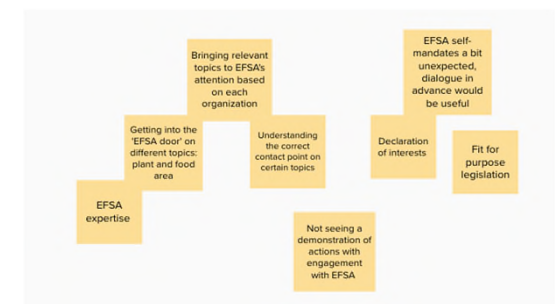 Bringing relevant
topics to EFSA's
attention based
on each
organization
EFSA self-
mandates a bit
unexpected,
dialogue in
advance would
be useful
Getting into the
'EFSA door' on
different topics:
plant and food
area
Understanding
the correct
contact point on
certain topics
Declaration
of interests
Fit for
purpose
legislation
EFSA
expertise
Not seeing a
demonstration of
actions with
engagement
with EFSA